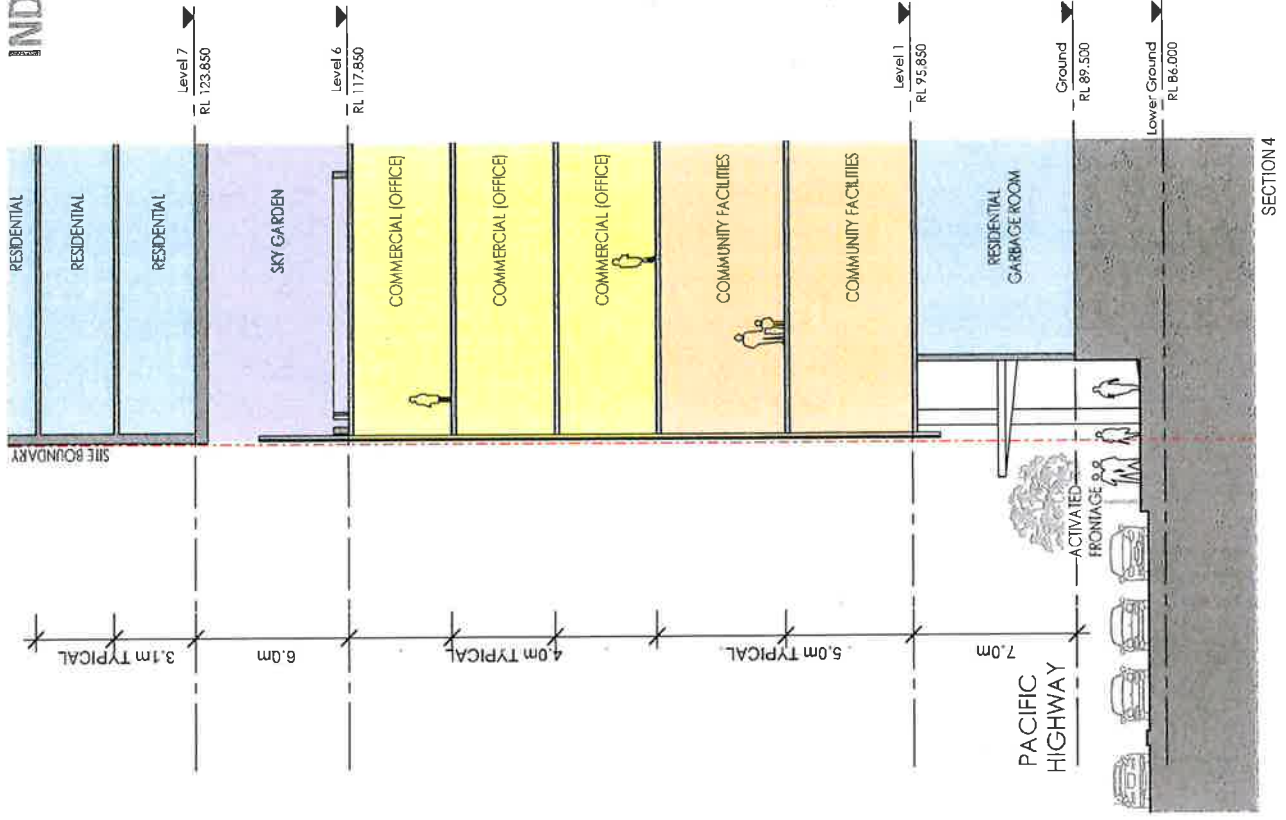 IND
RESIDENTIAL
RESIDENTIAL
RESIDENTIAL
Level 7
RL 123.850
SITE BOUNDARY
3.1m TYPICAL
SKY GARDEN
6.0m
Level 6
RL 117.850
COMMERCIAL (OFFICE)
COMMERCIAL (OFFICE)
COMMERCIAL (OFFICE)
4.0m TYPICAL
COMMUNITY FACILITIES
COMMUNITY FACILITIES
5.0m TYPICAL
Level 1
RL 95.850
7.0m
RESIDENTIAL
GARBAGE ROOM
Ground
RL 89.500
ACTIVATED
FRONTAGE
PACIFIC
HIGHWAY
Lower Ground
RL 86.000
SECTION 4